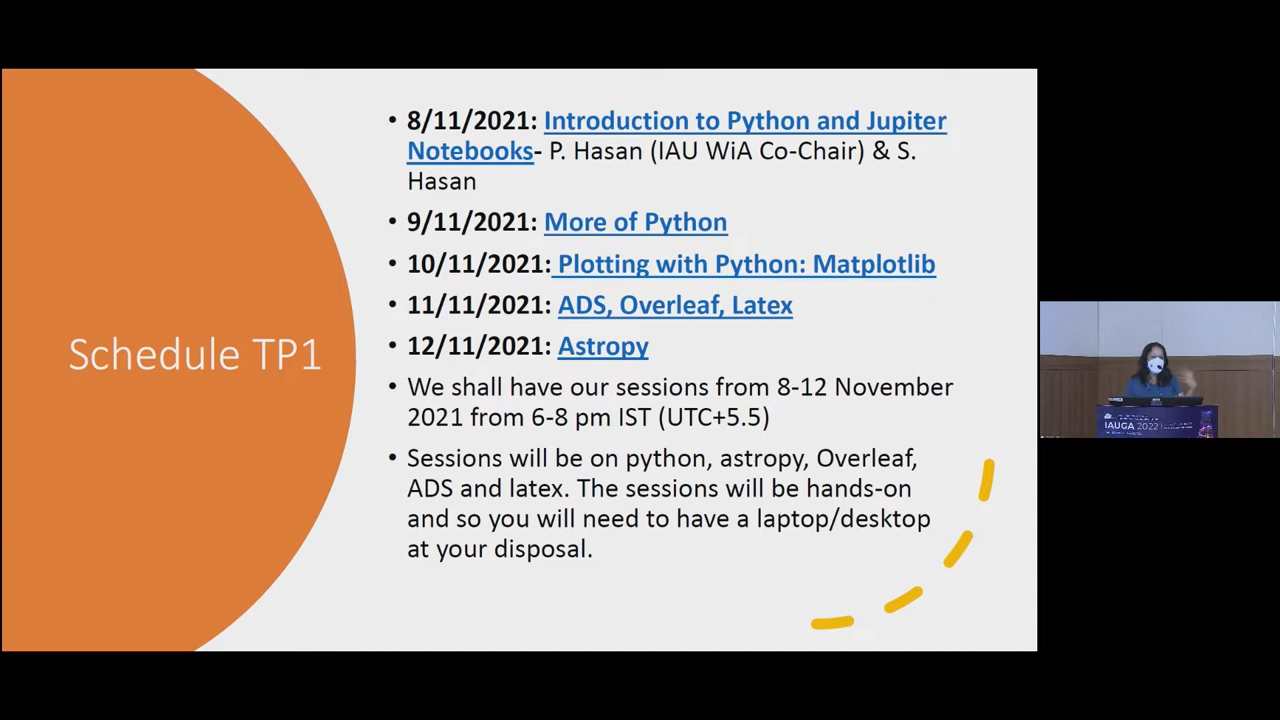 Schedule TP1
• 8/11/2021: Introduction to Python and Jupiter
Notebooks- P. Hasan (IAU WiA Co-Chair) & S.
Hasan
• 9/11/2021: More of Python
• 10/11/2021: Plotting with Python: Matplotlib
• 11/11/2021: ADS, Overleaf, Latex
• 12/11/2021: Astropy
• We shall have our sessions from 8-12 November
2021 from 6-8 pm IST (UTC+5.5)
• Sessions will be on python, astropy, Overleaf,
ADS and latex. The sessions will be hands-on
and so you will need to have a laptop/desktop
at your disposal.
IAUGA 2022